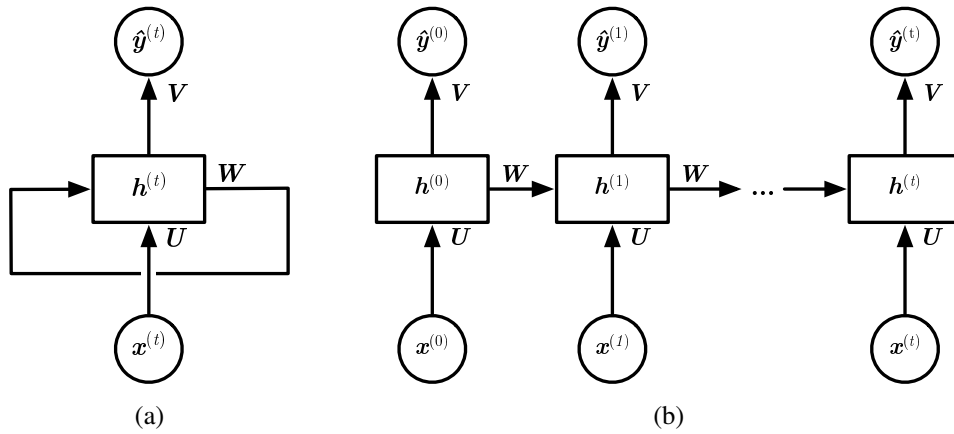 ŷ(t) ŷ(0) ŷ(1) ŷ(t)
V V V V
h(t) W h(0) W h(1) W ... h(t)
U U U U
x(t) x(0) x(1) x(t)
(a) (b)